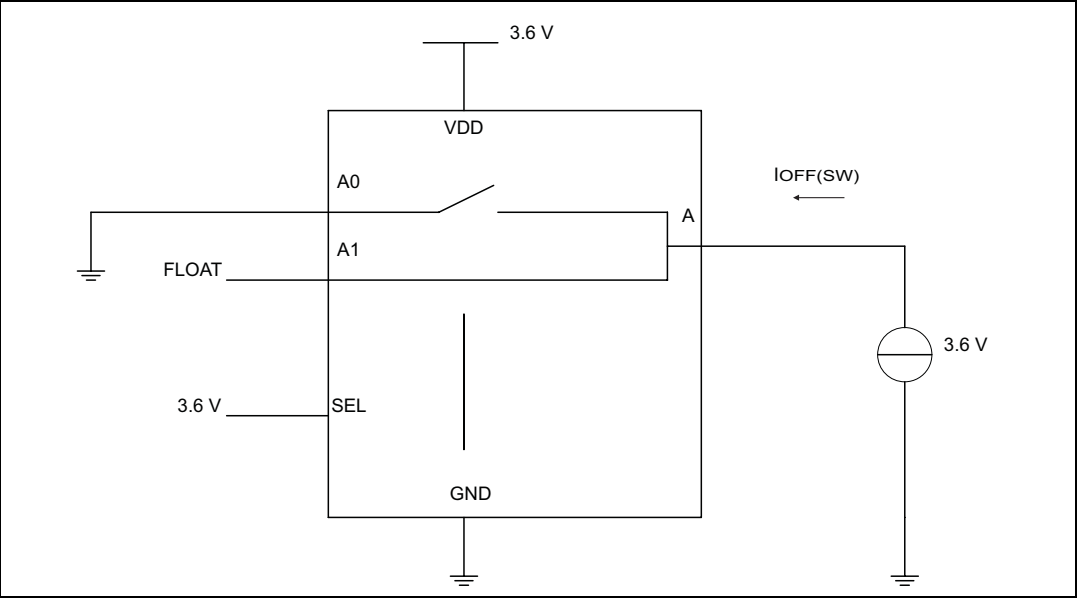 3.6 V
VDD
A0
IOFF(SW)
A
A1
FLOAT
3.6 V
3.6 V
SEL
GND